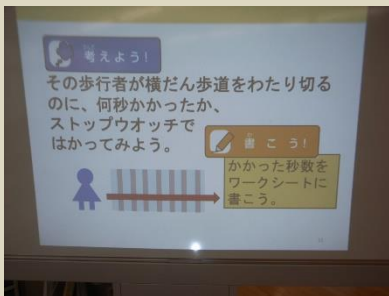 考えよう!
その歩行者が横だん歩道をわたり切る
のに、何秒かかったか、
ストップウオッチで
はかってみよう。
書こう!
かかった秒数を
ワークシートに
書こう。